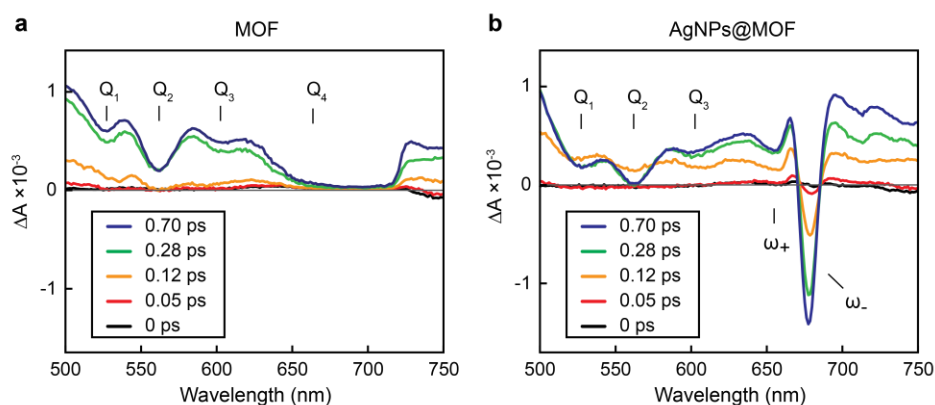 a
MOF
ΔA ×10⁻³
1
0
-1
Q₁
Q₂
Q₃
Q₄
0.70 ps
0.28 ps
0.12 ps
0.05 ps
0 ps
500 550 600 650 700 750
Wavelength (nm)
b
AgNPs@MOF
ΔA ×10⁻³
1
0
-1
Q₁
Q₂
Q₃
ω₊
ω₋
0.70 ps
0.28 ps
0.12 ps
0.05 ps
0 ps
500 550 600 650 700 750
Wavelength (nm)